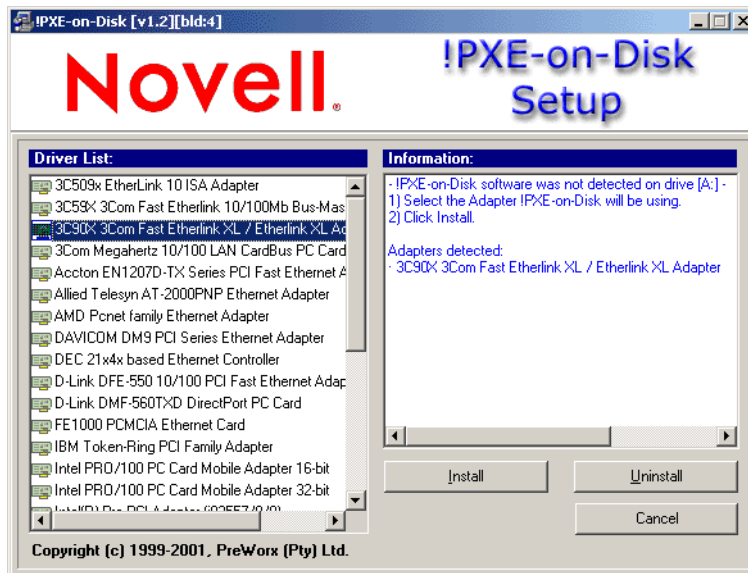 !PXE-on-Disk [v1.2][bld:4]
Novell®
!PXE-on-Disk
Setup
Driver List:
3C509x EtherLink 10 ISA Adapter
3C59X 3Com Fast Etherlink 10/100Mb Bus-Mas
3C90X 3Com Fast Etherlink XL / Etherlink XL Ad
3Com Megahertz 10/100 LAN CardBus PC Card
Accton EN1207D-TX Series PCI Fast Ethernet A
Allied Telesyn AT-2000PNP Ethernet Adapter
AMD Pcnet family Ethernet Adapter
DAVICOM DM9 PCI Series Ethernet Adapter
DEC 21x4x based Ethernet Controller
D-Link DFE-550 10/100 PCI Fast Ethernet Adap
D-Link DMF-560TXD DirectPort PC Card
FE1000 PCMCIA Ethernet Card
IBM Token-Ring PCI Family Adapter
Intel PRO/100 PC Card Mobile Adapter 16-bit
Intel PRO/100 PC Card Mobile Adapter 32-bit
Information:
- !PXE-on-Disk software was not detected on drive [A:] -
1) Select the Adapter !PXE-on-Disk will be using.
2) Click Install.
Adapters detected:
· 3C90X 3Com Fast Etherlink XL / Etherlink XL Adapter
Install
Uninstall
Cancel
Copyright (c) 1999-2001, PreWorx (Pty) Ltd.